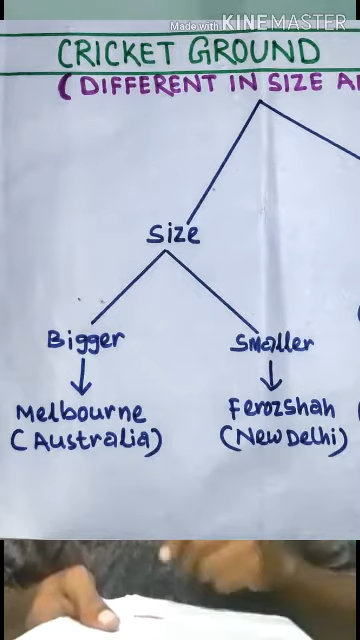 Made with KINEMASTER
CRICKET GROUND
(DIFFERENT IN SIZE
Size
Bigger
Smaller
Melbourne
Ferozshah
(Australia)
(New Delhi)